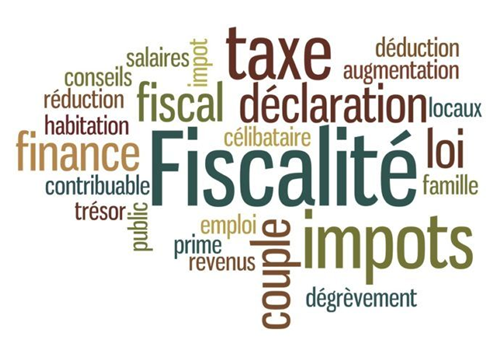 taxe
déduction
salaires
impot
augmentation
conseils
réduction
fiscal
déclaration
locaux
habitation
célibataire
finance
Fiscalité
loi
contribuable
famille
trésor
public
emploi
couple
impots
prime
revenus
dégrèvement